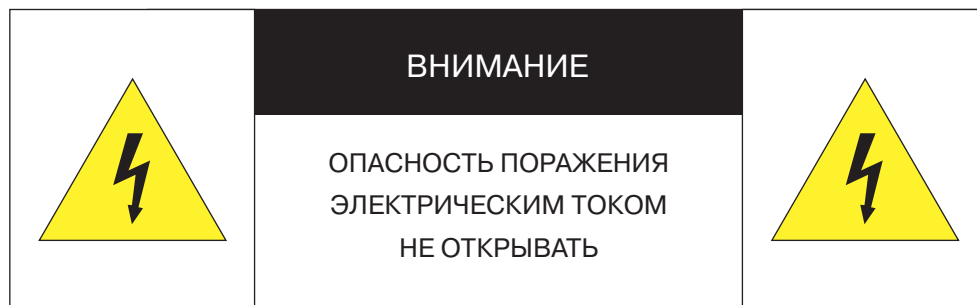 ВНИМАНИЕ
ОПАСНОСТЬ ПОРАЖЕНИЯ
ЭЛЕКТРИЧЕСКИМ ТОКОМ
НЕ ОТКРЫВАТЬ